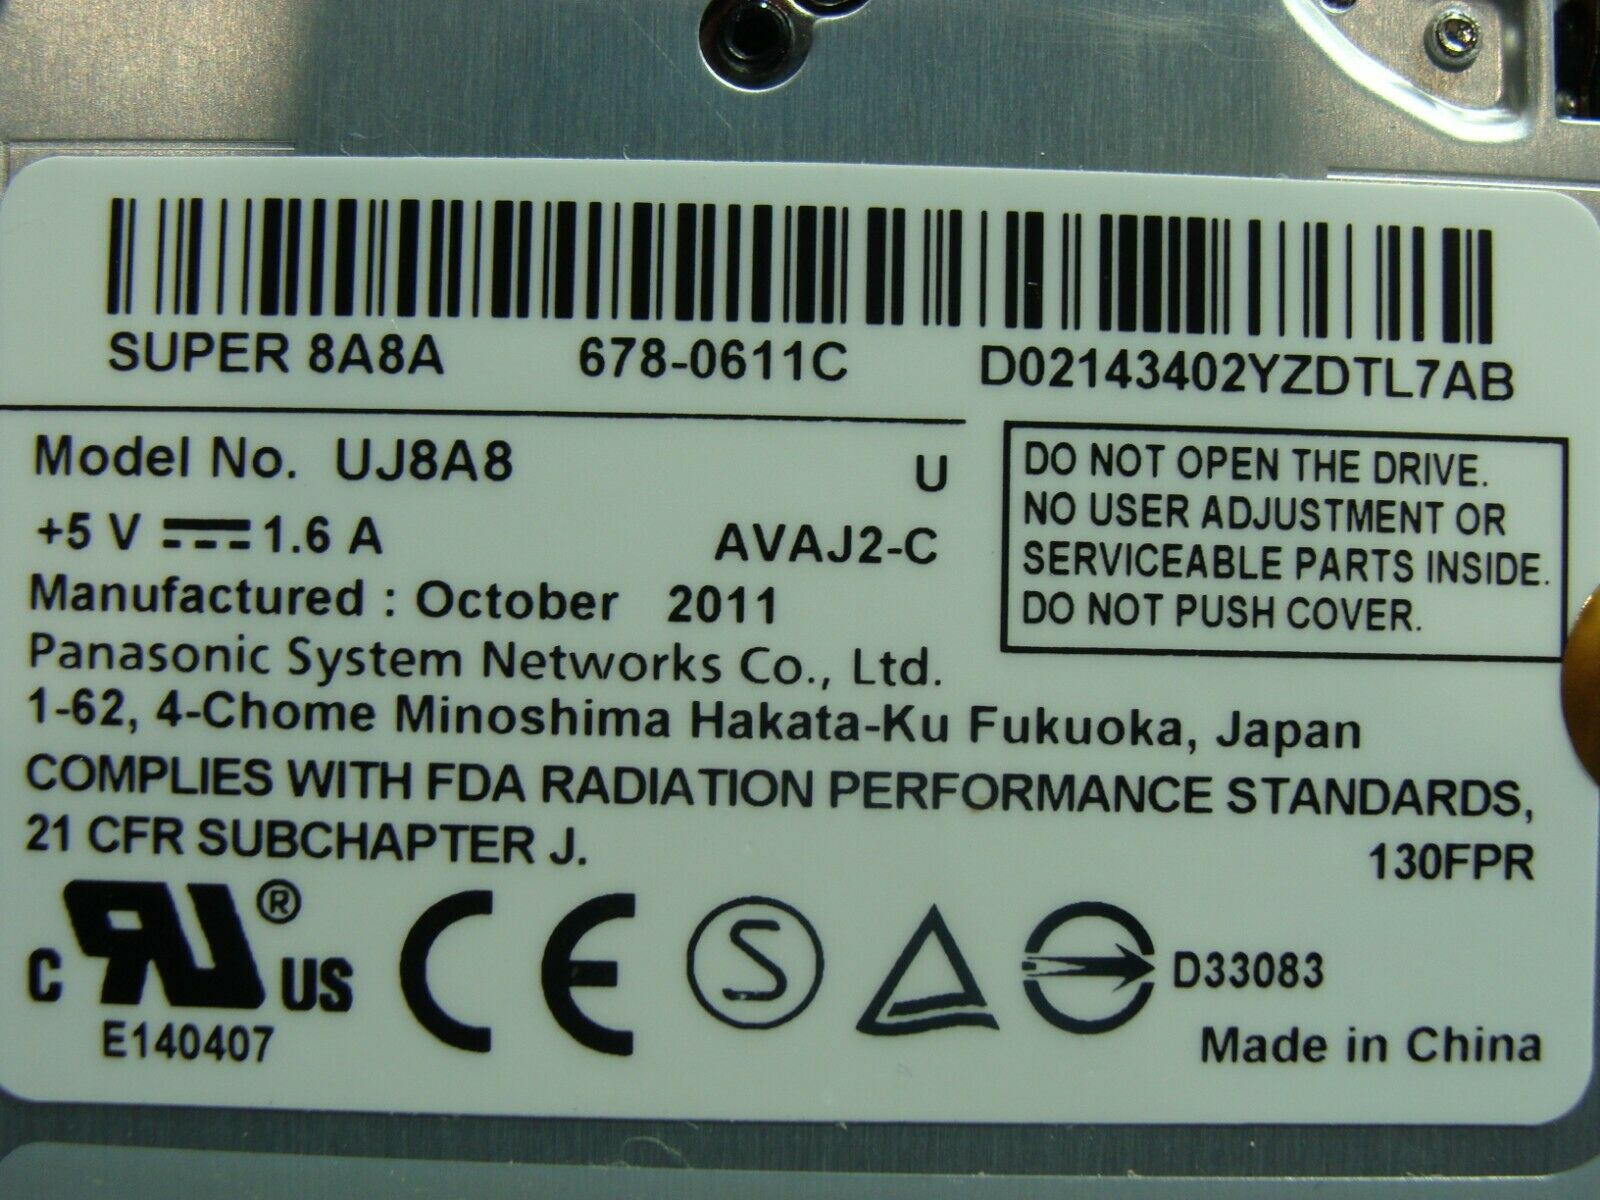 SUPER 8A8A 678-0611C D02143402YZDTL7AB
Model No. UJ8A8 U
+5 V ⎓ 1.6 A AVAJ2-C
Manufactured : October 2011
DO NOT OPEN THE DRIVE.
NO USER ADJUSTMENT OR
SERVICEABLE PARTS INSIDE.
DO NOT PUSH COVER.
Panasonic System Networks Co., Ltd.
1-62, 4-Chome Minoshima Hakata-Ku Fukuoka, Japan
COMPLIES WITH FDA RADIATION PERFORMANCE STANDARDS,
21 CFR SUBCHAPTER J.
130FPR
C RU ® US
E140407
CE
S
D33083
Made in China